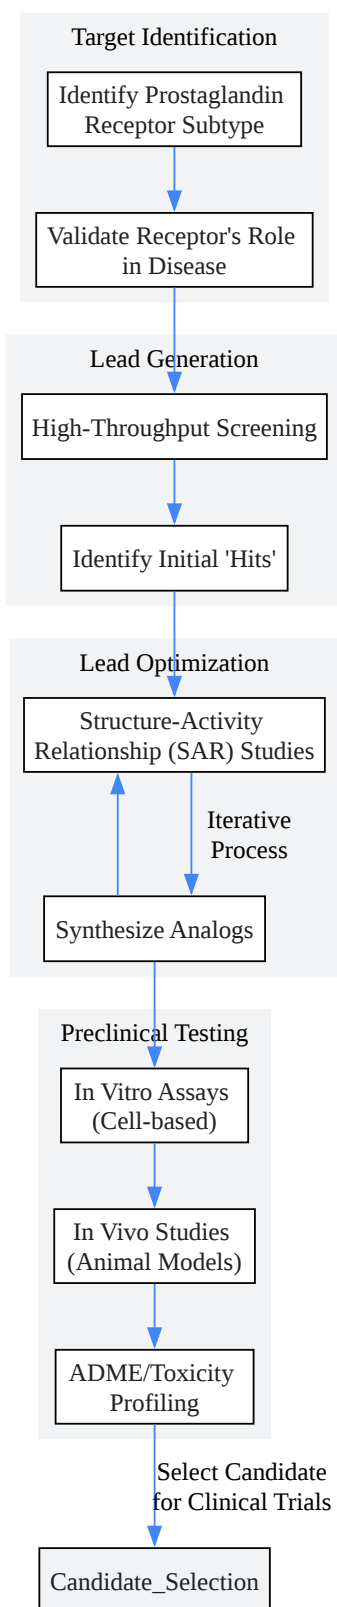 Target Identification
Identify Prostaglandin
Receptor Subtype
Validate Receptor's Role
in Disease
Lead Generation
High-Throughput Screening
Identify Initial 'Hits'
Lead Optimization
Structure-Activity
Relationship (SAR) Studies
Iterative
Process
Synthesize Analogs
Preclinical Testing
In Vitro Assays
(Cell-based)
In Vivo Studies
(Animal Models)
ADME/Toxicity
Profiling
Select Candidate
for Clinical Trials
Candidate_Selection